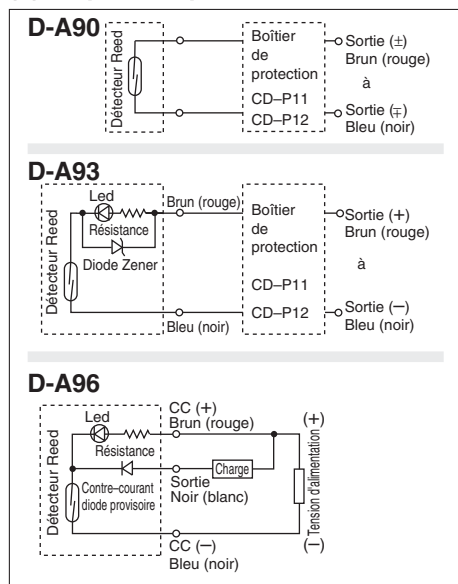 D-A90
Détecteur Reed
Boîtier
de
protection
CD–P11
CD–P12
Sortie (±)
Brun (rouge)
à
Sortie (∓)
Bleu (noir)
D-A93
Détecteur Reed
Led
Résistance
Diode Zener
Brun (rouge)
Bleu (noir)
Boîtier
de
protection
CD–P11
CD–P12
Sortie (+)
Brun (rouge)
à
Sortie (–)
Bleu (noir)
D-A96
Détecteur Reed
Led
Résistance
Contre–courant
diode provisoire
CC (+)
Brun (rouge)
Charge
Sortie
Noir (blanc)
CC (–)
Bleu (noir)
(+)
Tension d'alimentation
(–)